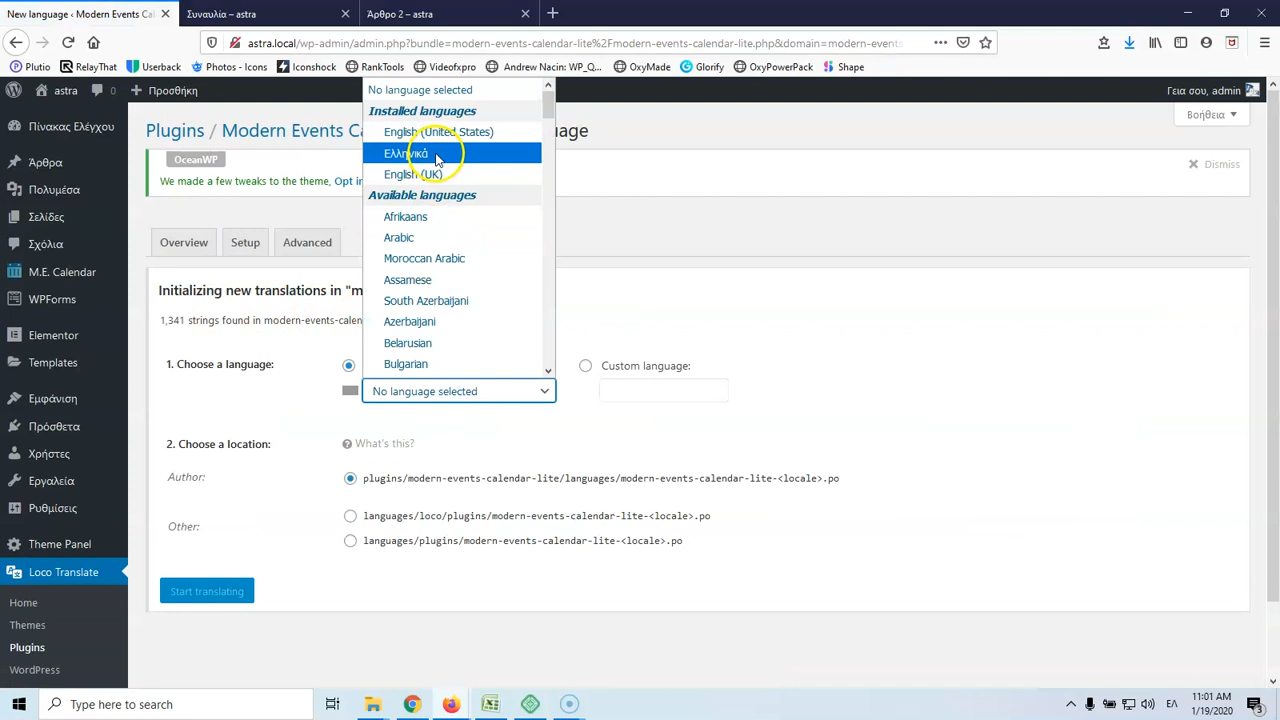 New language ‹ Modern Events Cal
Συναυλία – astra
Άρθρο 2 – astra
astra.local/wp-admin/admin.php?bundle=modern-events-calendar-lite%2Fmodern-events-calendar-lite.php&domain=modern-events-
Plutio
RelayThat
Userback
Photos - Icons
Iconshock
RankTools
Videofxpro
Andrew Nacin: WP_Q...
OxyMade
Glorify
OxyPowerPack
Shape
astra
0
Προσθήκη
Γεια σου, admin
Βοήθεια
Πίνακας Ελέγχου
Άρθρα
Πολυμέσα
Σελίδες
Σχόλια
M.E. Calendar
WPForms
Elementor
Templates
Εμφάνιση
Πρόσθετα
Χρήστες
Εργαλεία
Ρυθμίσεις
Theme Panel
Loco Translate
Home
Themes
Plugins
WordPress
Plugins / Modern Events Ca
guage
OceanWP
We made a few tweaks to the theme, Opt in
Dismiss
Overview
Setup
Advanced
Initializing new translations in "m
1,341 strings found in modern-events-calen
1. Choose a language:
No language selected
Installed languages
English (United States)
Ελληνικά
English (UK)
Available languages
Afrikaans
Arabic
Moroccan Arabic
Assamese
South Azerbaijani
Azerbaijani
Belarusian
Bulgarian
No language selected
Custom language:
2. Choose a location:
What's this?
Author:
plugins/modern-events-calendar-lite/languages/modern-events-calendar-lite-<locale>.po
Other:
languages/loco/plugins/modern-events-calendar-lite-<locale>.po
languages/plugins/modern-events-calendar-lite-<locale>.po
Start translating
Type here to search
ΕΛ
11:01 AM
1/19/2020
3